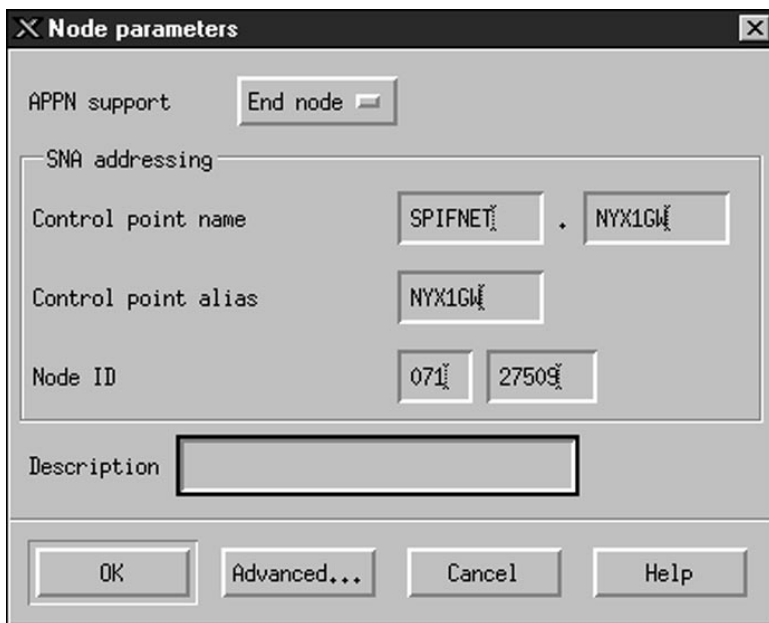 Node parameters
APPN support End node
SNA addressing
Control point name SPIFNET . NYX1GW
Control point alias NYX1GW
Node ID 071 27509
Description
OK Advanced... Cancel Help